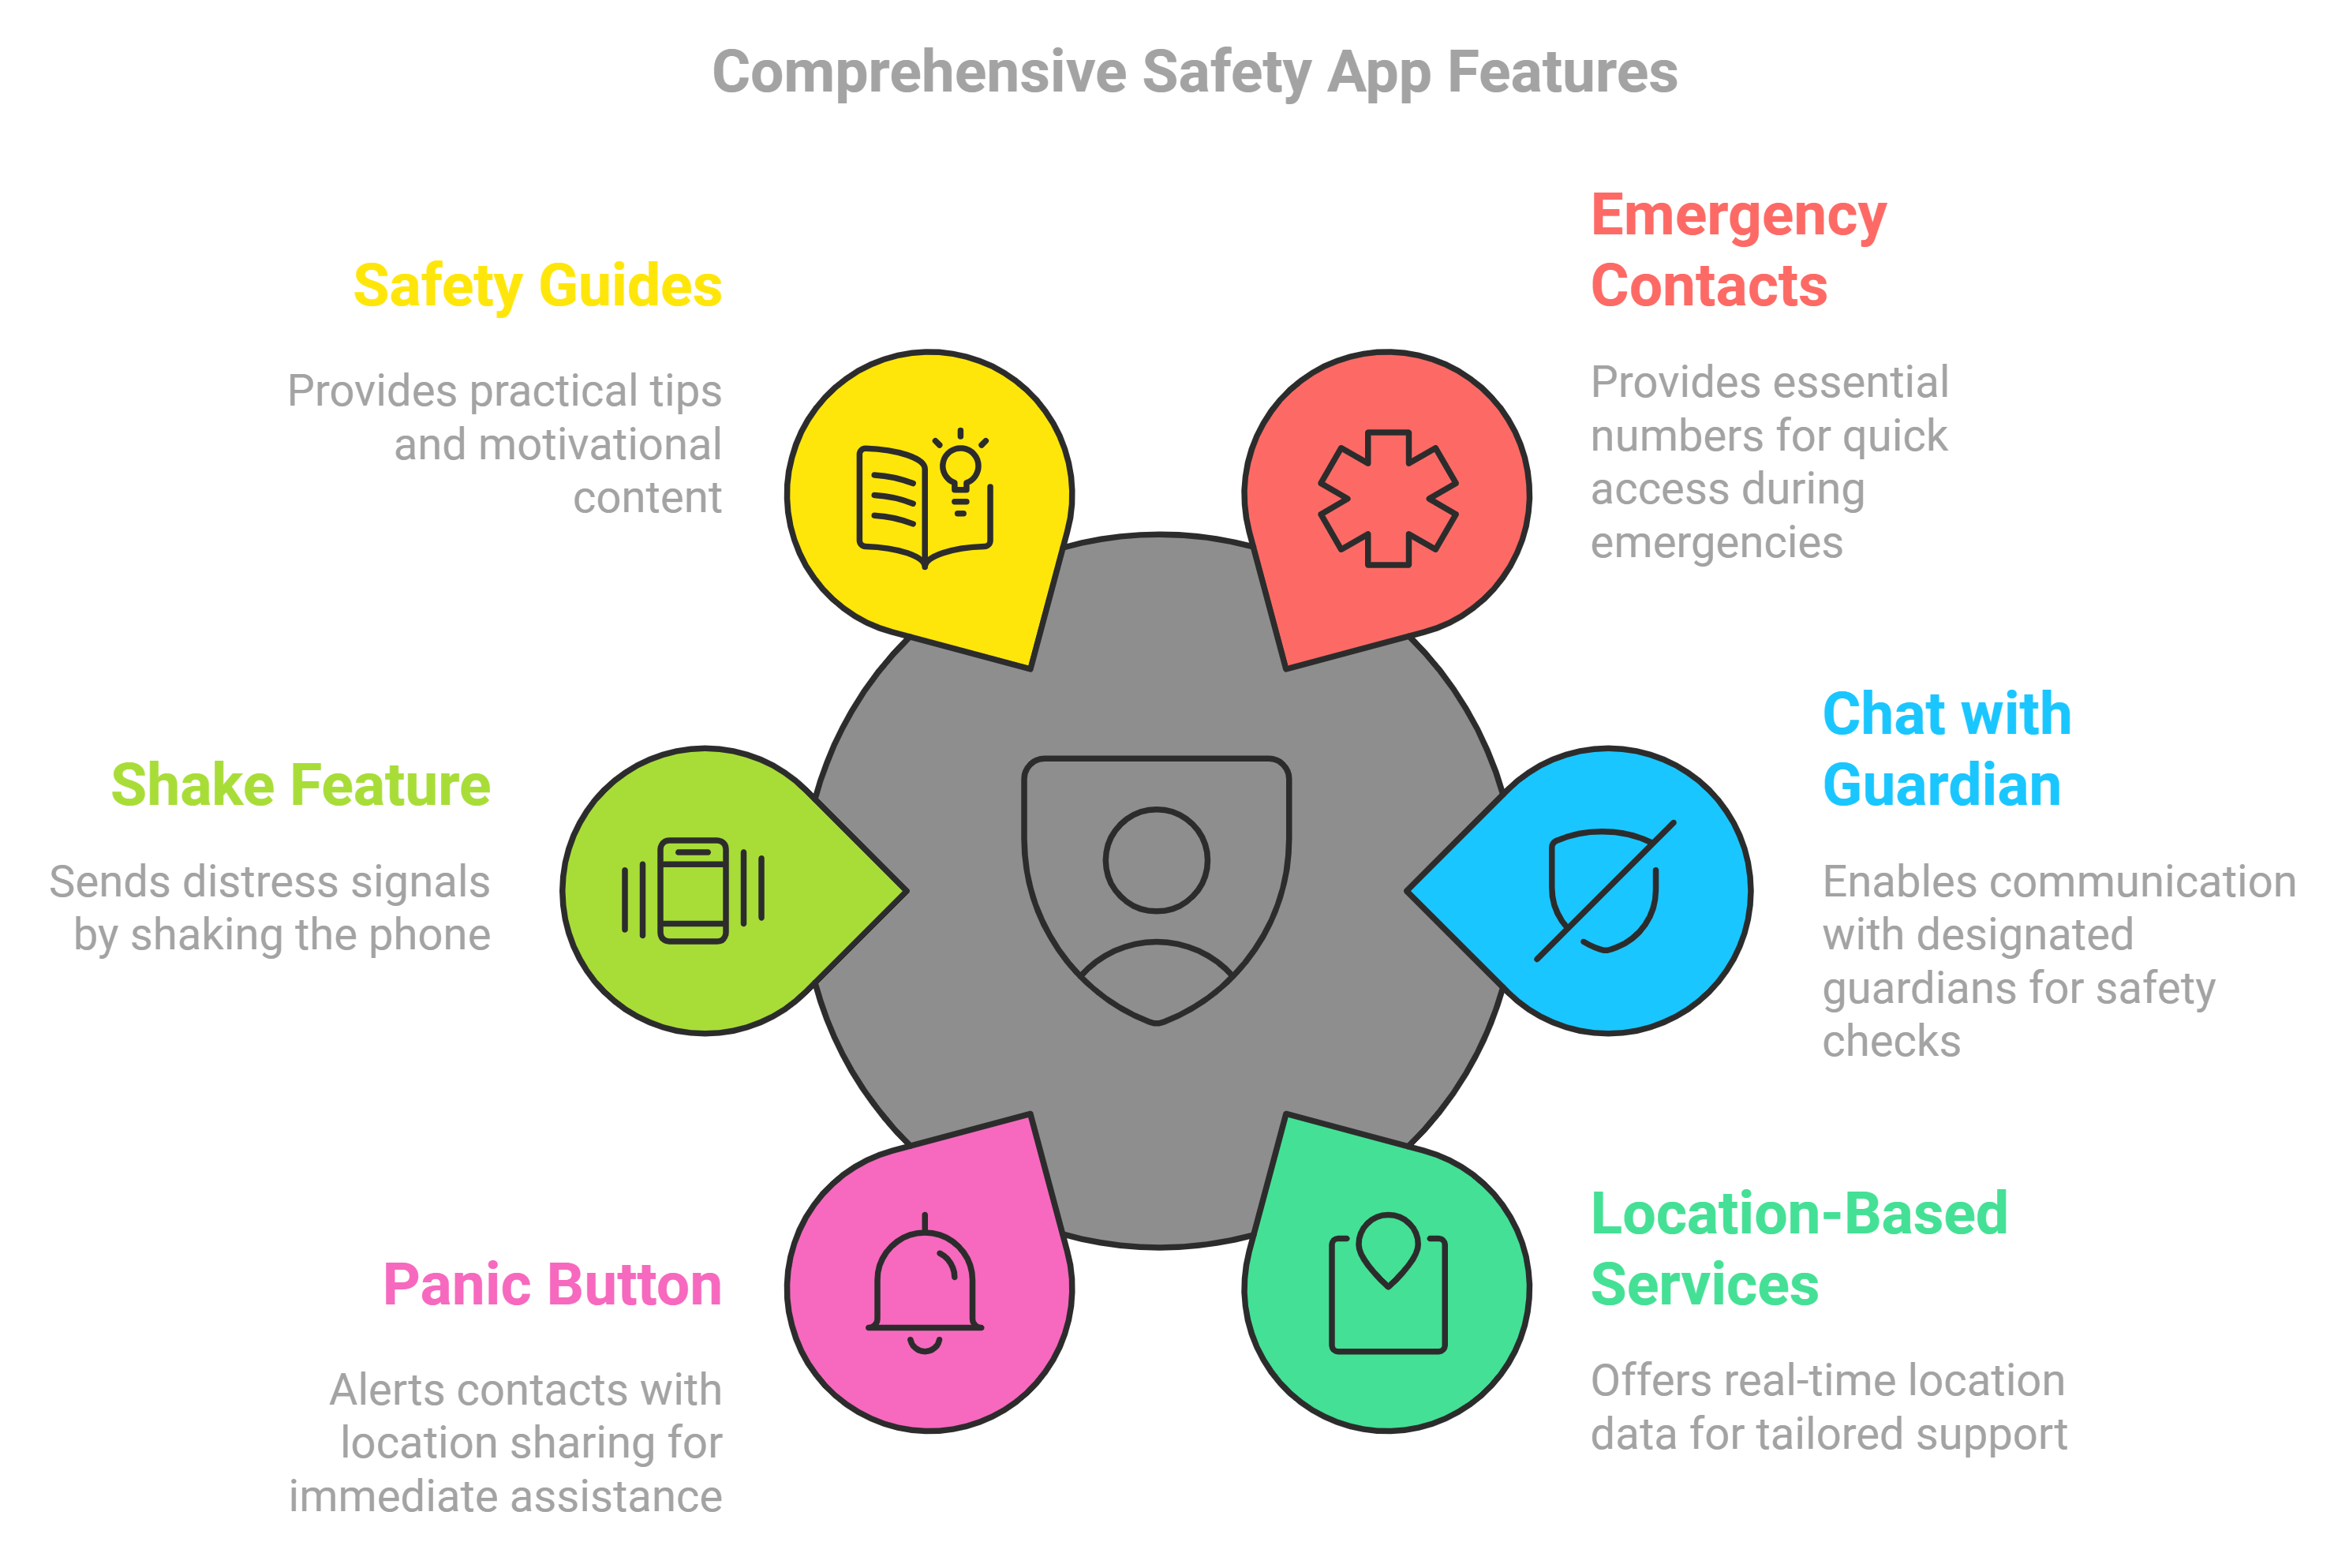 Comprehensive Safety App Features
Safety Guides
Provides practical tips
and motivational
content
Emergency
Contacts
Provides essential
numbers for quick
access during
emergencies
Shake Feature
Sends distress signals
by shaking the phone
Chat with
Guardian
Enables communication
with designated
guardians for safety
checks
Panic Button
Alerts contacts with
location sharing for
immediate assistance
Location-Based
Services
Offers real-time location
data for tailored support